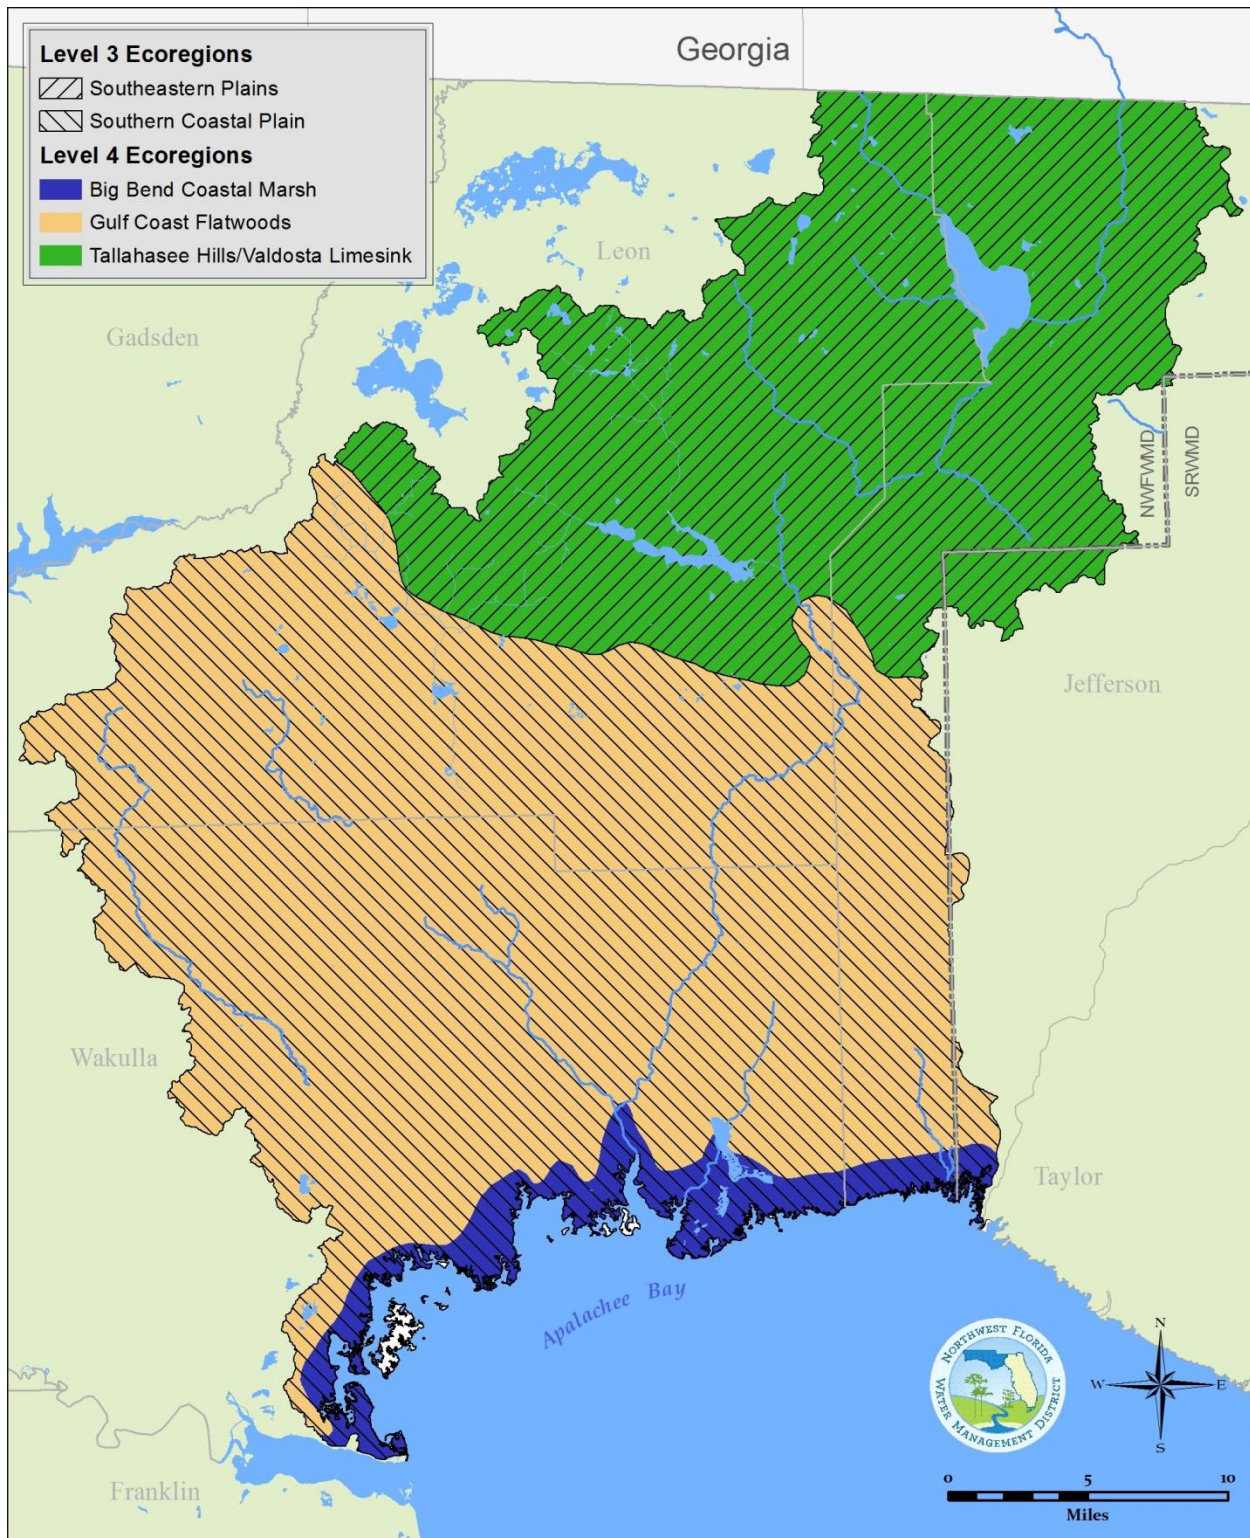 Level 3 Ecoregions
Southeastern Plains
Southern Coastal Plain
Level 4 Ecoregions
Big Bend Coastal Marsh
Gulf Coast Flatwoods
Tallahasee Hills/Valdosta Limesink
Georgia
Leon
Gadsden
NWFWMD
SRWMD
Jefferson
Wakulla
Taylor
Apalachee Bay
NORTHWEST FLORIDA
WATER MANAGEMENT DISTRICT
N
W
E
S
Franklin
0 5 10
Miles